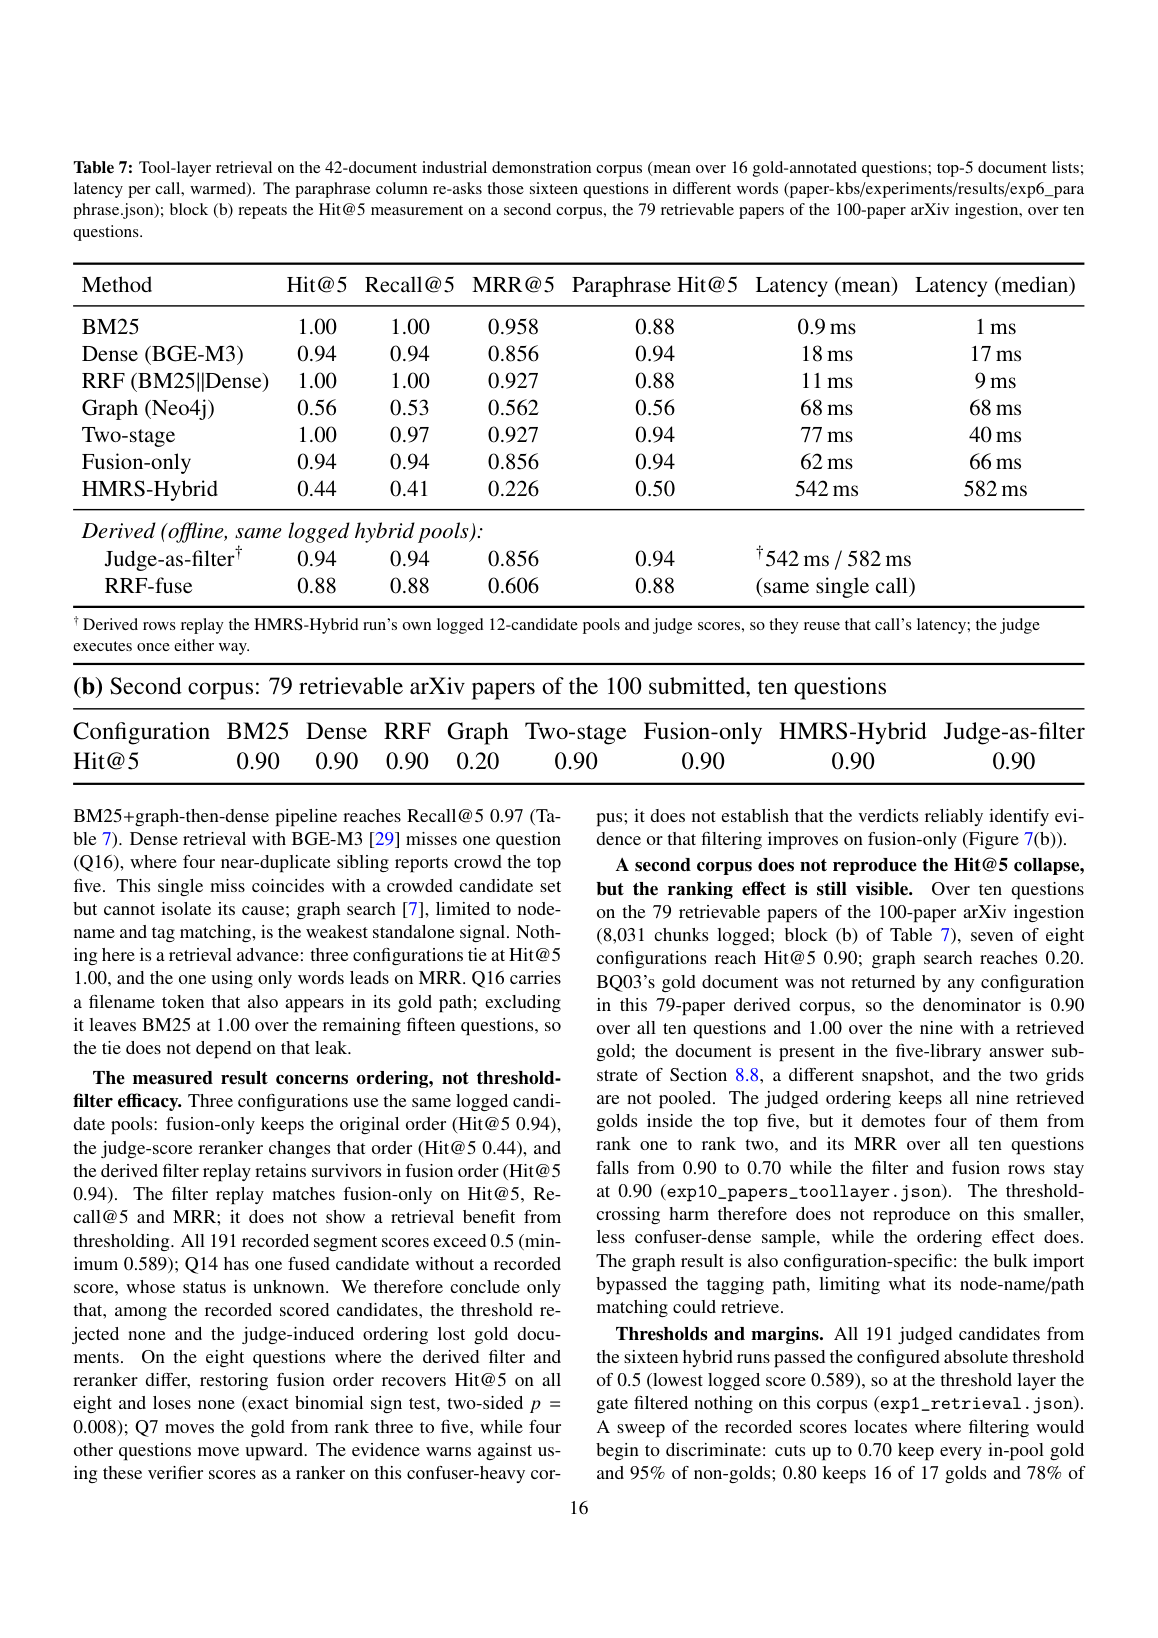 Table 7: Tool-layer retrieval on the 42-document industrial demonstration corpus (mean over 16 gold-annotated questions; top-5 document lists;
latency per call, warmed). The paraphrase column re-asks those sixteen questions in different words (paper-kbs/experiments/results/exp6_para
phrase.json); block (b) repeats the Hit@5 measurement on a second corpus, the 79 retrievable papers of the 100-paper arXiv ingestion, over ten
questions.
Method Hit@5 Recall@5 MRR@5 Paraphrase Hit@5 Latency (mean) Latency (median)
BM25 1.00 1.00 0.958 0.88 0.9 ms 1 ms
Dense (BGE-M3) 0.94 0.94 0.856 0.94 18 ms 17 ms
RRF (BM25||Dense) 1.00 1.00 0.927 0.88 11 ms 9 ms
Graph (Neo4j) 0.56 0.53 0.562 0.56 68 ms 68 ms
Two-stage 1.00 0.97 0.927 0.94 77 ms 40 ms
Fusion-only 0.94 0.94 0.856 0.94 62 ms 66 ms
HMRS-Hybrid 0.44 0.41 0.226 0.50 542 ms 582 ms
Derived (offline, same logged hybrid pools):
Judge-as-filter† 0.94 0.94 0.856 0.94 †542 ms / 582 ms
RRF-fuse 0.88 0.88 0.606 0.88 (same single call)
† Derived rows replay the HMRS-Hybrid run's own logged 12-candidate pools and judge scores, so they reuse that call's latency; the judge
executes once either way.
(b) Second corpus: 79 retrievable arXiv papers of the 100 submitted, ten questions
Configuration BM25 Dense RRF Graph Two-stage Fusion-only HMRS-Hybrid Judge-as-filter
Hit@5 0.90 0.90 0.90 0.20 0.90 0.90 0.90 0.90
BM25+graph-then-dense pipeline reaches Recall@5 0.97 (Ta-
ble 7). Dense retrieval with BGE-M3 [29] misses one question
(Q16), where four near-duplicate sibling reports crowd the top
five. This single miss coincides with a crowded candidate set
but cannot isolate its cause; graph search [7], limited to node-
name and tag matching, is the weakest standalone signal. Noth-
ing here is a retrieval advance: three configurations tie at Hit@5
1.00, and the one using only words leads on MRR. Q16 carries
a filename token that also appears in its gold path; excluding
it leaves BM25 at 1.00 over the remaining fifteen questions, so
the tie does not depend on that leak.
The measured result concerns ordering, not threshold-
filter efficacy. Three configurations use the same logged candi-
date pools: fusion-only keeps the original order (Hit@5 0.94),
the judge-score reranker changes that order (Hit@5 0.44), and
the derived filter replay retains survivors in fusion order (Hit@5
0.94). The filter replay matches fusion-only on Hit@5, Re-
call@5 and MRR; it does not show a retrieval benefit from
thresholding. All 191 recorded segment scores exceed 0.5 (min-
imum 0.589); Q14 has one fused candidate without a recorded
score, whose status is unknown. We therefore conclude only
that, among the recorded scored candidates, the threshold re-
jected none and the judge-induced ordering lost gold docu-
ments. On the eight questions where the derived filter and
reranker differ, restoring fusion order recovers Hit@5 on all
eight and loses none (exact binomial sign test, two-sided p =
0.008); Q7 moves the gold from rank three to five, while four
other questions move upward. The evidence warns against us-
ing these verifier scores as a ranker on this confuser-heavy cor-
pus; it does not establish that the verdicts reliably identify evi-
dence or that filtering improves on fusion-only (Figure 7(b)).
A second corpus does not reproduce the Hit@5 collapse,
but the ranking effect is still visible. Over ten questions
on the 79 retrievable papers of the 100-paper arXiv ingestion
(8,031 chunks logged; block (b) of Table 7), seven of eight
configurations reach Hit@5 0.90; graph search reaches 0.20.
BQ03's gold document was not returned by any configuration
in this 79-paper derived corpus, so the denominator is 0.90
over all ten questions and 1.00 over the nine with a retrieved
gold; the document is present in the five-library answer sub-
strate of Section 8.8, a different snapshot, and the two grids
are not pooled. The judged ordering keeps all nine retrieved
golds inside the top five, but it demotes four of them from
rank one to rank two, and its MRR over all ten questions
falls from 0.90 to 0.70 while the filter and fusion rows stay
at 0.90 (exp10_papers_toollayer.json). The threshold-
crossing harm therefore does not reproduce on this smaller,
less confuser-dense sample, while the ordering effect does.
The graph result is also configuration-specific: the bulk import
bypassed the tagging path, limiting what its node-name/path
matching could retrieve.
Thresholds and margins. All 191 judged candidates from
the sixteen hybrid runs passed the configured absolute threshold
of 0.5 (lowest logged score 0.589), so at the threshold layer the
gate filtered nothing on this corpus (exp1_retrieval.json).
A sweep of the recorded scores locates where filtering would
begin to discriminate: cuts up to 0.70 keep every in-pool gold
and 95% of non-golds; 0.80 keeps 16 of 17 golds and 78% of
16